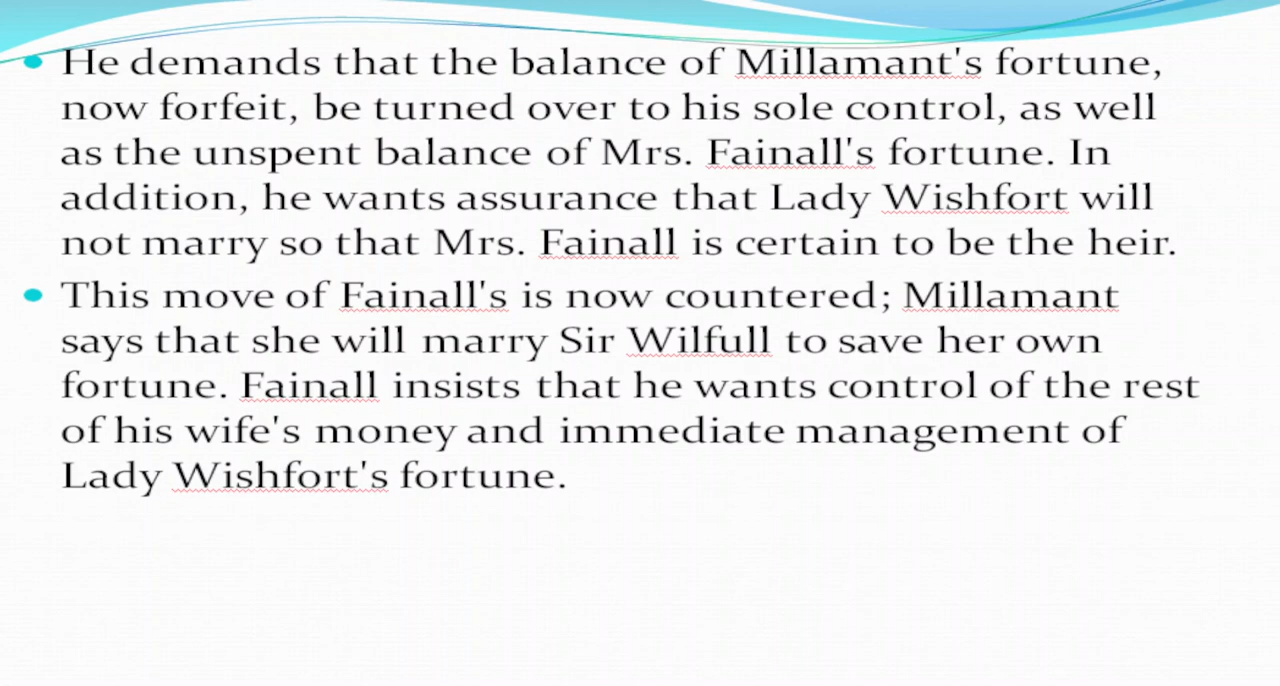 • He demands that the balance of Millamant's fortune,
now forfeit, be turned over to his sole control, as well
as the unspent balance of Mrs. Fainall's fortune. In
addition, he wants assurance that Lady Wishfort will
not marry so that Mrs. Fainall is certain to be the heir.
• This move of Fainall's is now countered; Millamant
says that she will marry Sir Wilfull to save her own
fortune. Fainall insists that he wants control of the rest
of his wife's money and immediate management of
Lady Wishfort's fortune.